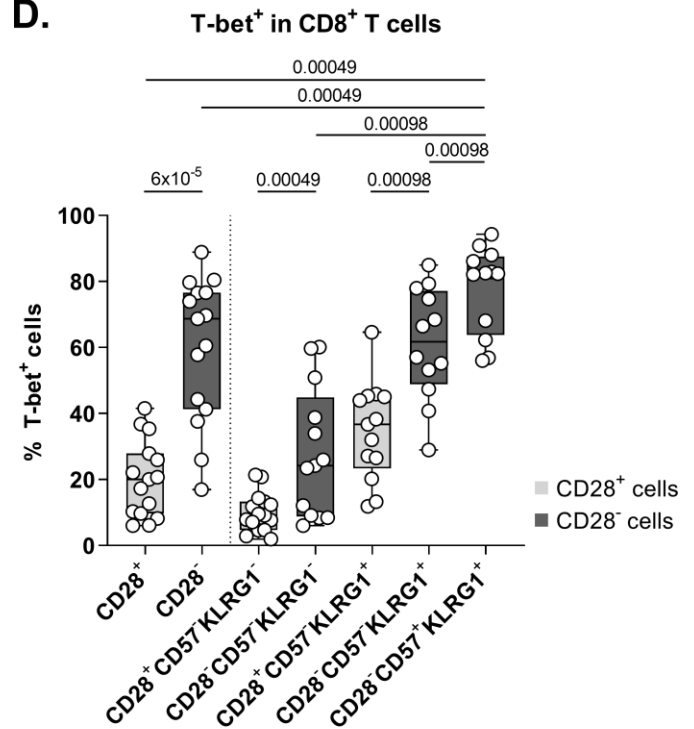 D.
T-bet⁺ in CD8⁺ T cells
0.00049
0.00049
0.00098
0.00098
6x10⁻⁵
0.00049
0.00098
100
80
60
40
20
0
% T-bet⁺ cells
CD28⁺
CD28⁻
CD28⁺CD57⁻KLRG1⁻
CD28⁻CD57⁻KLRG1⁻
CD28⁺CD57⁻KLRG1⁺
CD28⁻CD57⁻KLRG1⁺
CD28⁻CD57⁺KLRG1⁺
CD28⁺ cells
CD28⁻ cells